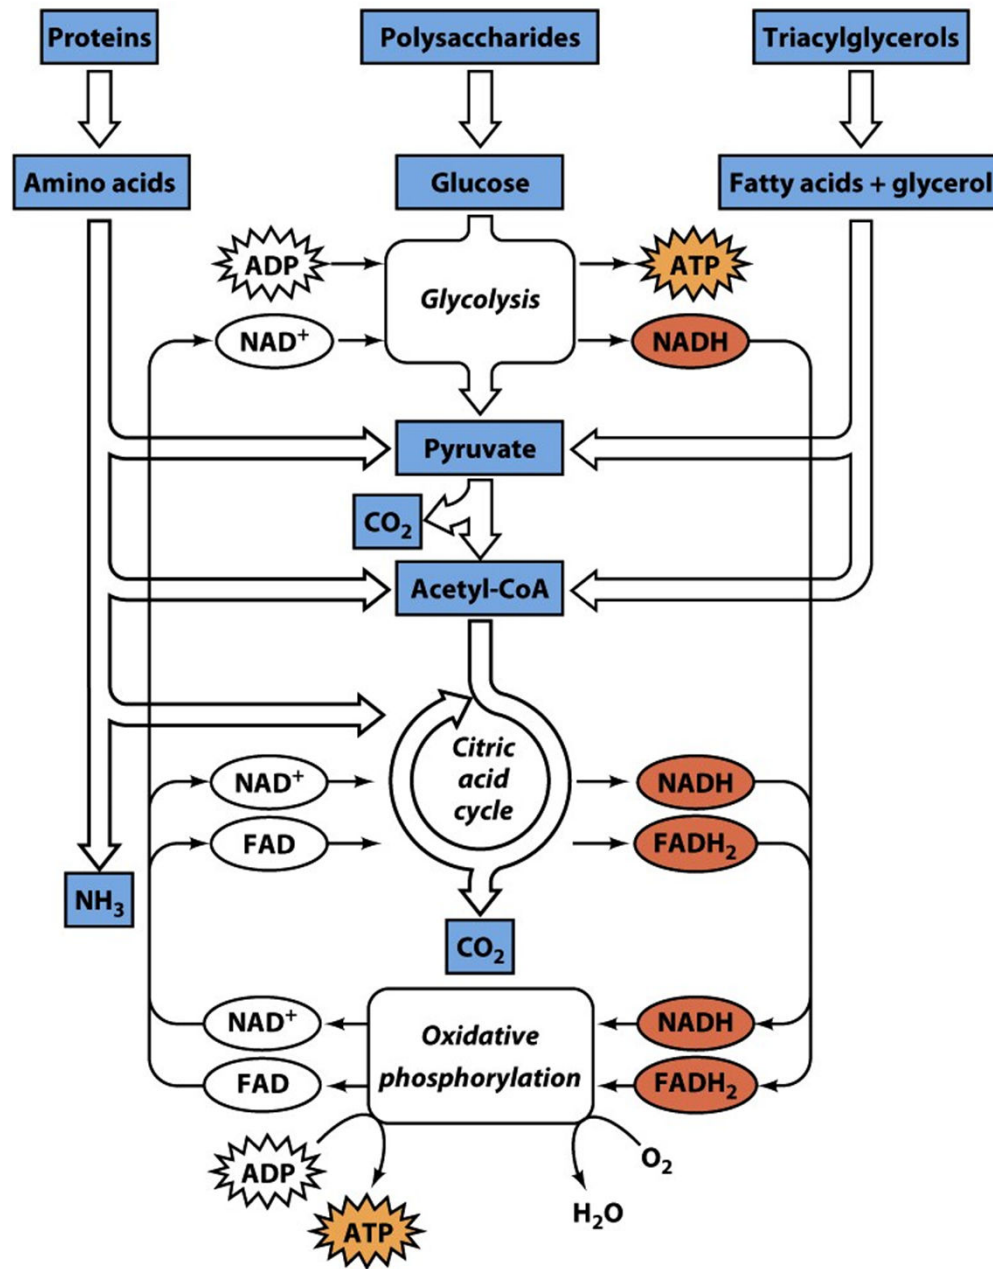 Proteins
Polysaccharides
Triacylglycerols
Amino acids
Glucose
Fatty acids + glycerol
ADP
Glycolysis
ATP
NAD⁺
NADH
Pyruvate
CO₂
Acetyl-CoA
Citric
acid
cycle
NAD⁺
NADH
FAD
FADH₂
NH₃
CO₂
NAD⁺
Oxidative
phosphorylation
NADH
FAD
FADH₂
ADP
ATP
O₂
H₂O